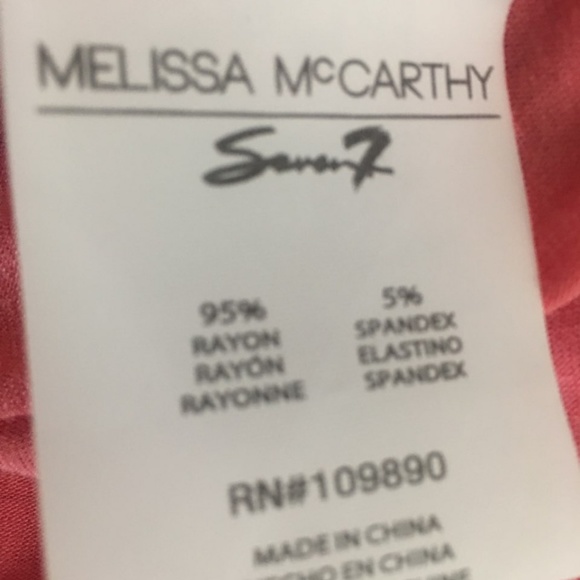 MELISSA McCARTHY
Seven7
95%
RAYON
RAYÓN
RAYONNE
5%
SPANDEX
ELASTINO
SPANDEX
RN#109890
MADE IN CHINA
HECHO EN CHINA